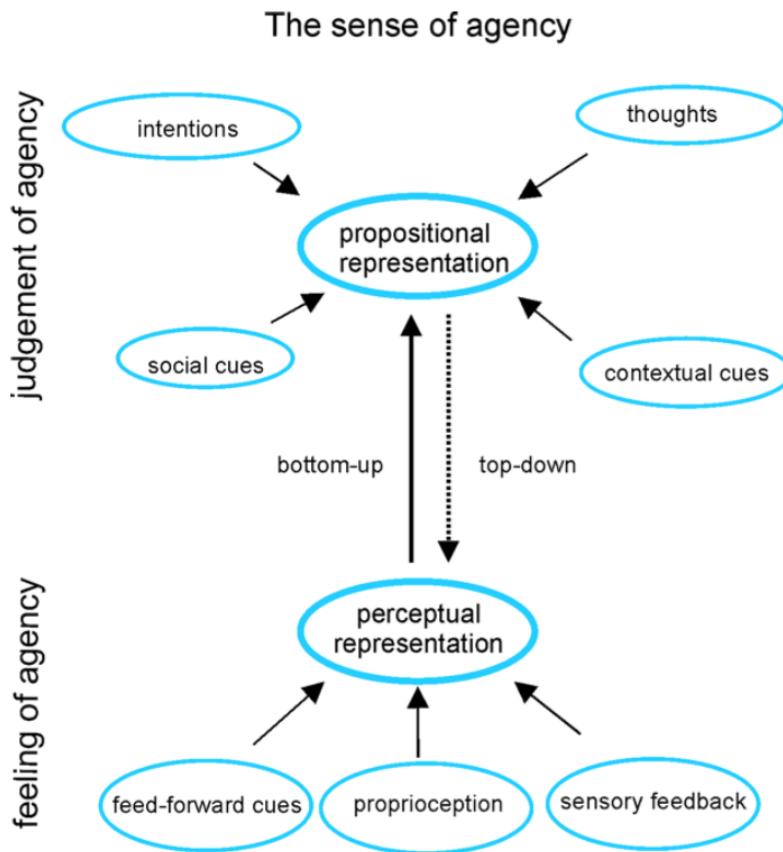 The sense of agency
judgement of agency
intentions
thoughts
propositional
representation
social cues
contextual cues
bottom-up
top-down
feeling of agency
perceptual
representation
feed-forward cues
proprioception
sensory feedback